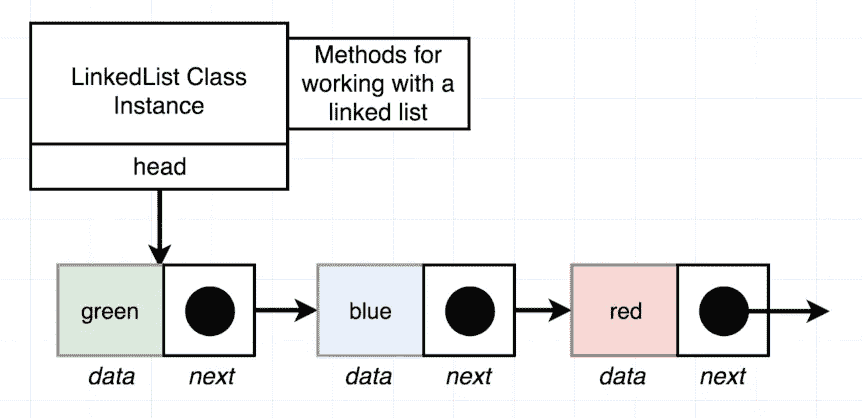 LinkedList Class
Instance
Methods for
working with a
linked list
head
green
blue
red
data next data next data next